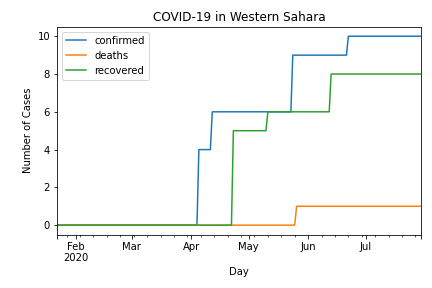 COVID-19 in Western Sahara
confirmed
deaths
recovered
Number of Cases
10
8
6
4
2
0
Feb Mar Apr May Jun Jul
2020
Day